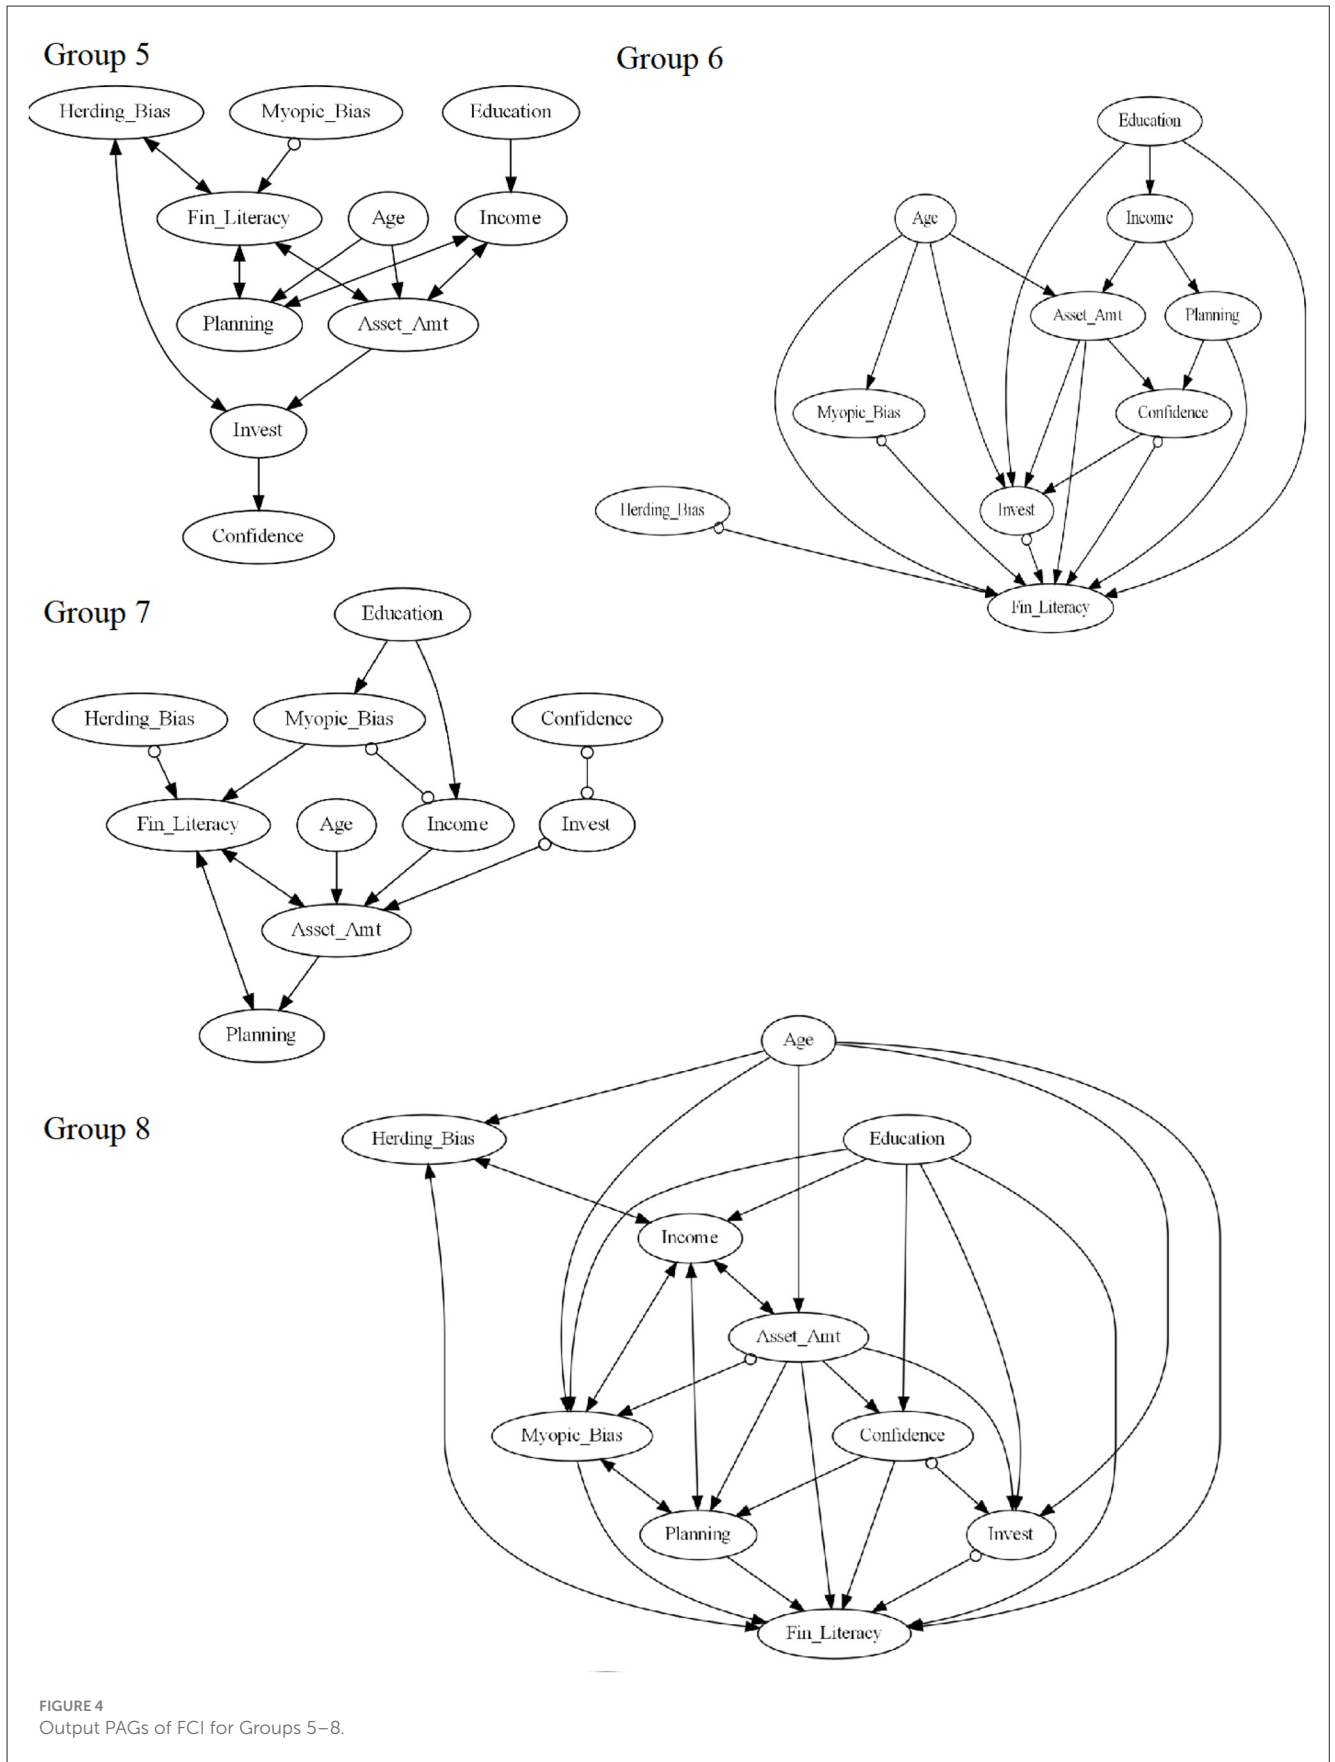 Group 5
Herding_Bias
Myopic_Bias
Education
Fin_Literacy
Age
Income
Planning
Asset_Amt
Invest
Confidence
Group 6
Education
Age
Income
Asset_Amt
Planning
Myopic_Bias
Confidence
Herding_Bias
Invest
Fin_Literacy
Group 7
Education
Herding_Bias
Myopic_Bias
Confidence
Fin_Literacy
Age
Income
Invest
Asset_Amt
Planning
Group 8
Age
Herding_Bias
Education
Income
Asset_Amt
Myopic_Bias
Confidence
Planning
Invest
Fin_Literacy
FIGURE 4
Output PAGs of FCI for Groups 5–8.